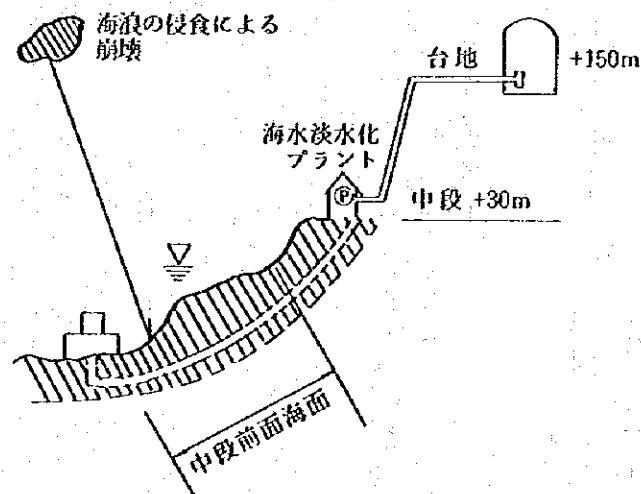 海浪の侵食による
崩壊
台地
+150m
海水淡水化
プラント
P
中段 +30m
中段前面海面